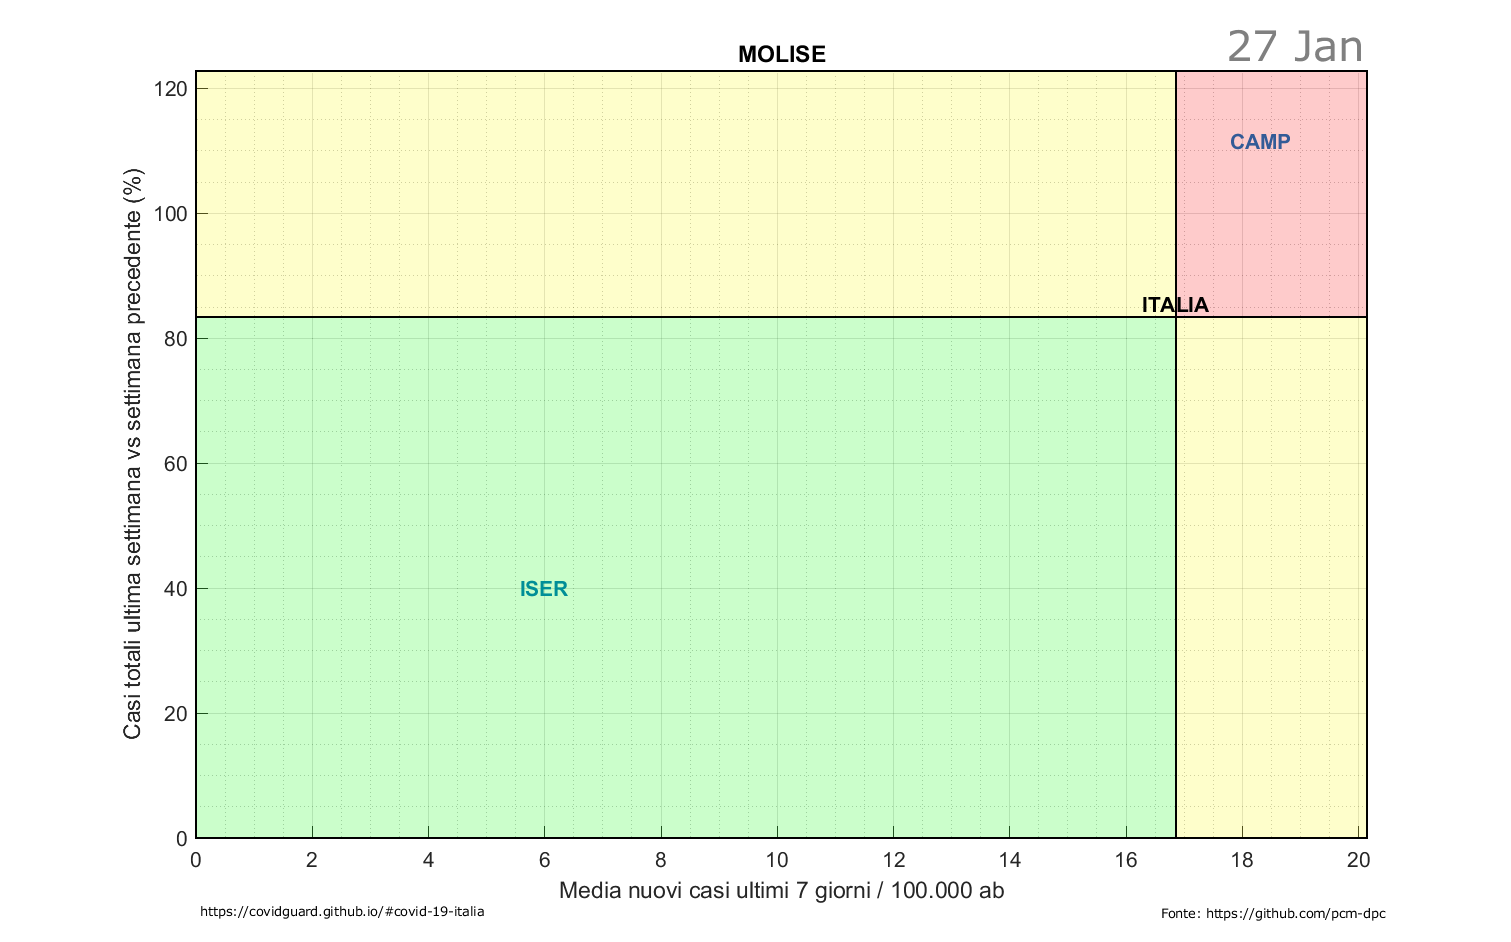 MOLISE
27 Jan
Casi totali ultima settimana vs settimana precedente (%)
120
100
80
60
40
20
0
CAMP
ITALIA
ISER
0 2 4 6 8 10 12 14 16 18 20
Media nuovi casi ultimi 7 giorni / 100.000 ab
https://covidguard.github.io/#covid-19-italia
Fonte: https://github.com/pcm-dpc